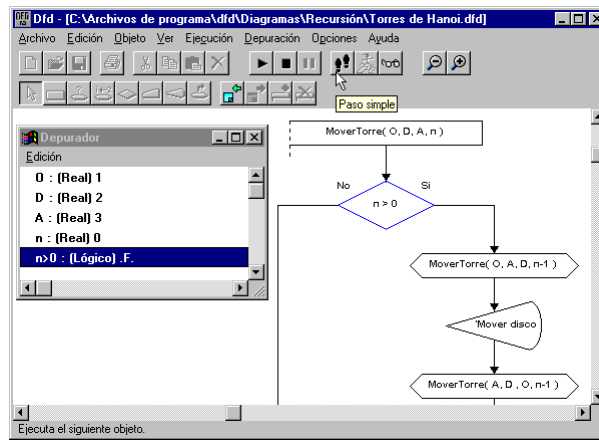 Dfd - [C:\Archivos de programa\dfd\Diagramas\Recursión\Torres de Hanoi.dfd]
Archivo Edición Objeto Ver Ejecución Depuración Opciones Ayuda
Paso simple
MoverTorre( O, D, A, n )
Depurador
Edición
O : (Real) 1
D : (Real) 2
A : (Real) 3
n : (Real) 0
n>0 : (Lógico) .F.
No
Si
n > 0
MoverTorre( O, A, D, n-1 )
'Mover disco
MoverTorre( A, D , O, n-1 )
Ejecuta el siguiente objeto.